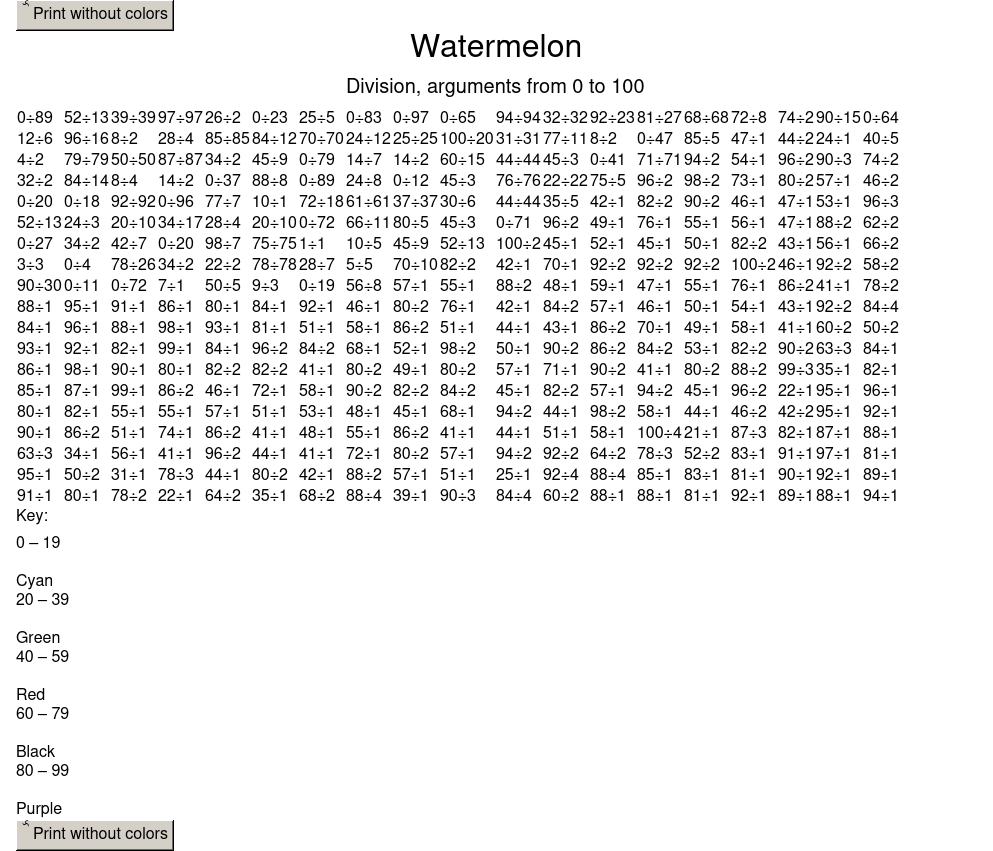 Print without colors
Watermelon
Division, arguments from 0 to 100
0÷89 52÷13 39÷39 97÷97 26÷2 0÷23 25÷5 0÷83 0÷97 0÷65 94÷94 32÷32 92÷23 81÷27 68÷68 72÷8 74÷2 90÷15 0÷64
12÷6 96÷16 8÷2 28÷4 85÷85 84÷12 70÷70 24÷12 25÷25 100÷20 31÷31 77÷11 8÷2 0÷47 85÷5 47÷1 44÷2 24÷1 40÷5
4÷2 79÷79 50÷50 87÷87 34÷2 45÷9 0÷79 14÷7 14÷2 60÷15 44÷44 45÷3 0÷41 71÷71 94÷2 54÷1 96÷2 90÷3 74÷2
32÷2 84÷14 8÷4 14÷2 0÷37 88÷8 0÷89 24÷8 0÷12 45÷3 76÷76 22÷22 75÷5 96÷2 98÷2 73÷1 80÷2 57÷1 46÷2
0÷20 0÷18 92÷92 0÷96 77÷7 10÷1 72÷18 61÷61 37÷37 30÷6 44÷44 35÷5 42÷1 82÷2 90÷2 46÷1 47÷1 53÷1 96÷3
52÷13 24÷3 20÷10 34÷17 28÷4 20÷10 0÷72 66÷11 80÷5 45÷3 0÷71 96÷2 49÷1 76÷1 55÷1 56÷1 47÷1 88÷2 62÷2
0÷27 34÷2 42÷7 0÷20 98÷7 75÷75 1÷1 10÷5 45÷9 52÷13 100÷2 45÷1 52÷1 45÷1 50÷1 82÷2 43÷1 56÷1 66÷2
3÷3 0÷4 78÷26 34÷2 22÷2 78÷78 28÷7 5÷5 70÷10 82÷2 42÷1 70÷1 92÷2 92÷2 92÷2 100÷2 46÷1 92÷2 58÷2
90÷30 0÷11 0÷72 7÷1 50÷5 9÷3 0÷19 56÷8 57÷1 55÷1 88÷2 48÷1 59÷1 47÷1 55÷1 76÷1 86÷2 41÷1 78÷2
88÷1 95÷1 91÷1 86÷1 80÷1 84÷1 92÷1 46÷1 80÷2 76÷1 42÷1 84÷2 57÷1 46÷1 50÷1 54÷1 43÷1 92÷2 84÷4
84÷1 96÷1 88÷1 98÷1 93÷1 81÷1 51÷1 58÷1 86÷2 51÷1 44÷1 43÷1 86÷2 70÷1 49÷1 58÷1 41÷1 60÷2 50÷2
93÷1 92÷1 82÷1 99÷1 84÷1 96÷2 84÷2 68÷1 52÷1 98÷2 50÷1 90÷2 86÷2 84÷2 53÷1 82÷2 90÷2 63÷3 84÷1
86÷1 98÷1 90÷1 80÷1 82÷2 82÷2 41÷1 80÷2 49÷1 80÷2 57÷1 71÷1 90÷2 41÷1 80÷2 88÷2 99÷3 35÷1 82÷1
85÷1 87÷1 99÷1 86÷2 46÷1 72÷1 58÷1 90÷2 82÷2 84÷2 45÷1 82÷2 57÷1 94÷2 45÷1 96÷2 22÷1 95÷1 96÷1
80÷1 82÷1 55÷1 55÷1 57÷1 51÷1 53÷1 48÷1 45÷1 68÷1 94÷2 44÷1 98÷2 58÷1 44÷1 46÷2 42÷2 95÷1 92÷1
90÷1 86÷2 51÷1 74÷1 86÷2 41÷1 48÷1 55÷1 86÷2 41÷1 44÷1 51÷1 58÷1 100÷4 21÷1 87÷3 82÷1 87÷1 88÷1
63÷3 34÷1 56÷1 41÷1 96÷2 44÷1 41÷1 72÷1 80÷2 57÷1 94÷2 92÷2 64÷2 78÷3 52÷2 83÷1 91÷1 97÷1 81÷1
95÷1 50÷2 31÷1 78÷3 44÷1 80÷2 42÷1 88÷2 57÷1 51÷1 25÷1 92÷4 88÷4 85÷1 83÷1 81÷1 90÷1 92÷1 89÷1
91÷1 80÷1 78÷2 22÷1 64÷2 35÷1 68÷2 88÷4 39÷1 90÷3 84÷4 60÷2 88÷1 88÷1 81÷1 92÷1 89÷1 88÷1 94÷1
Key:
0 – 19
Cyan
20 – 39
Green
40 – 59
Red
60 – 79
Black
80 – 99
Purple
Print without colors